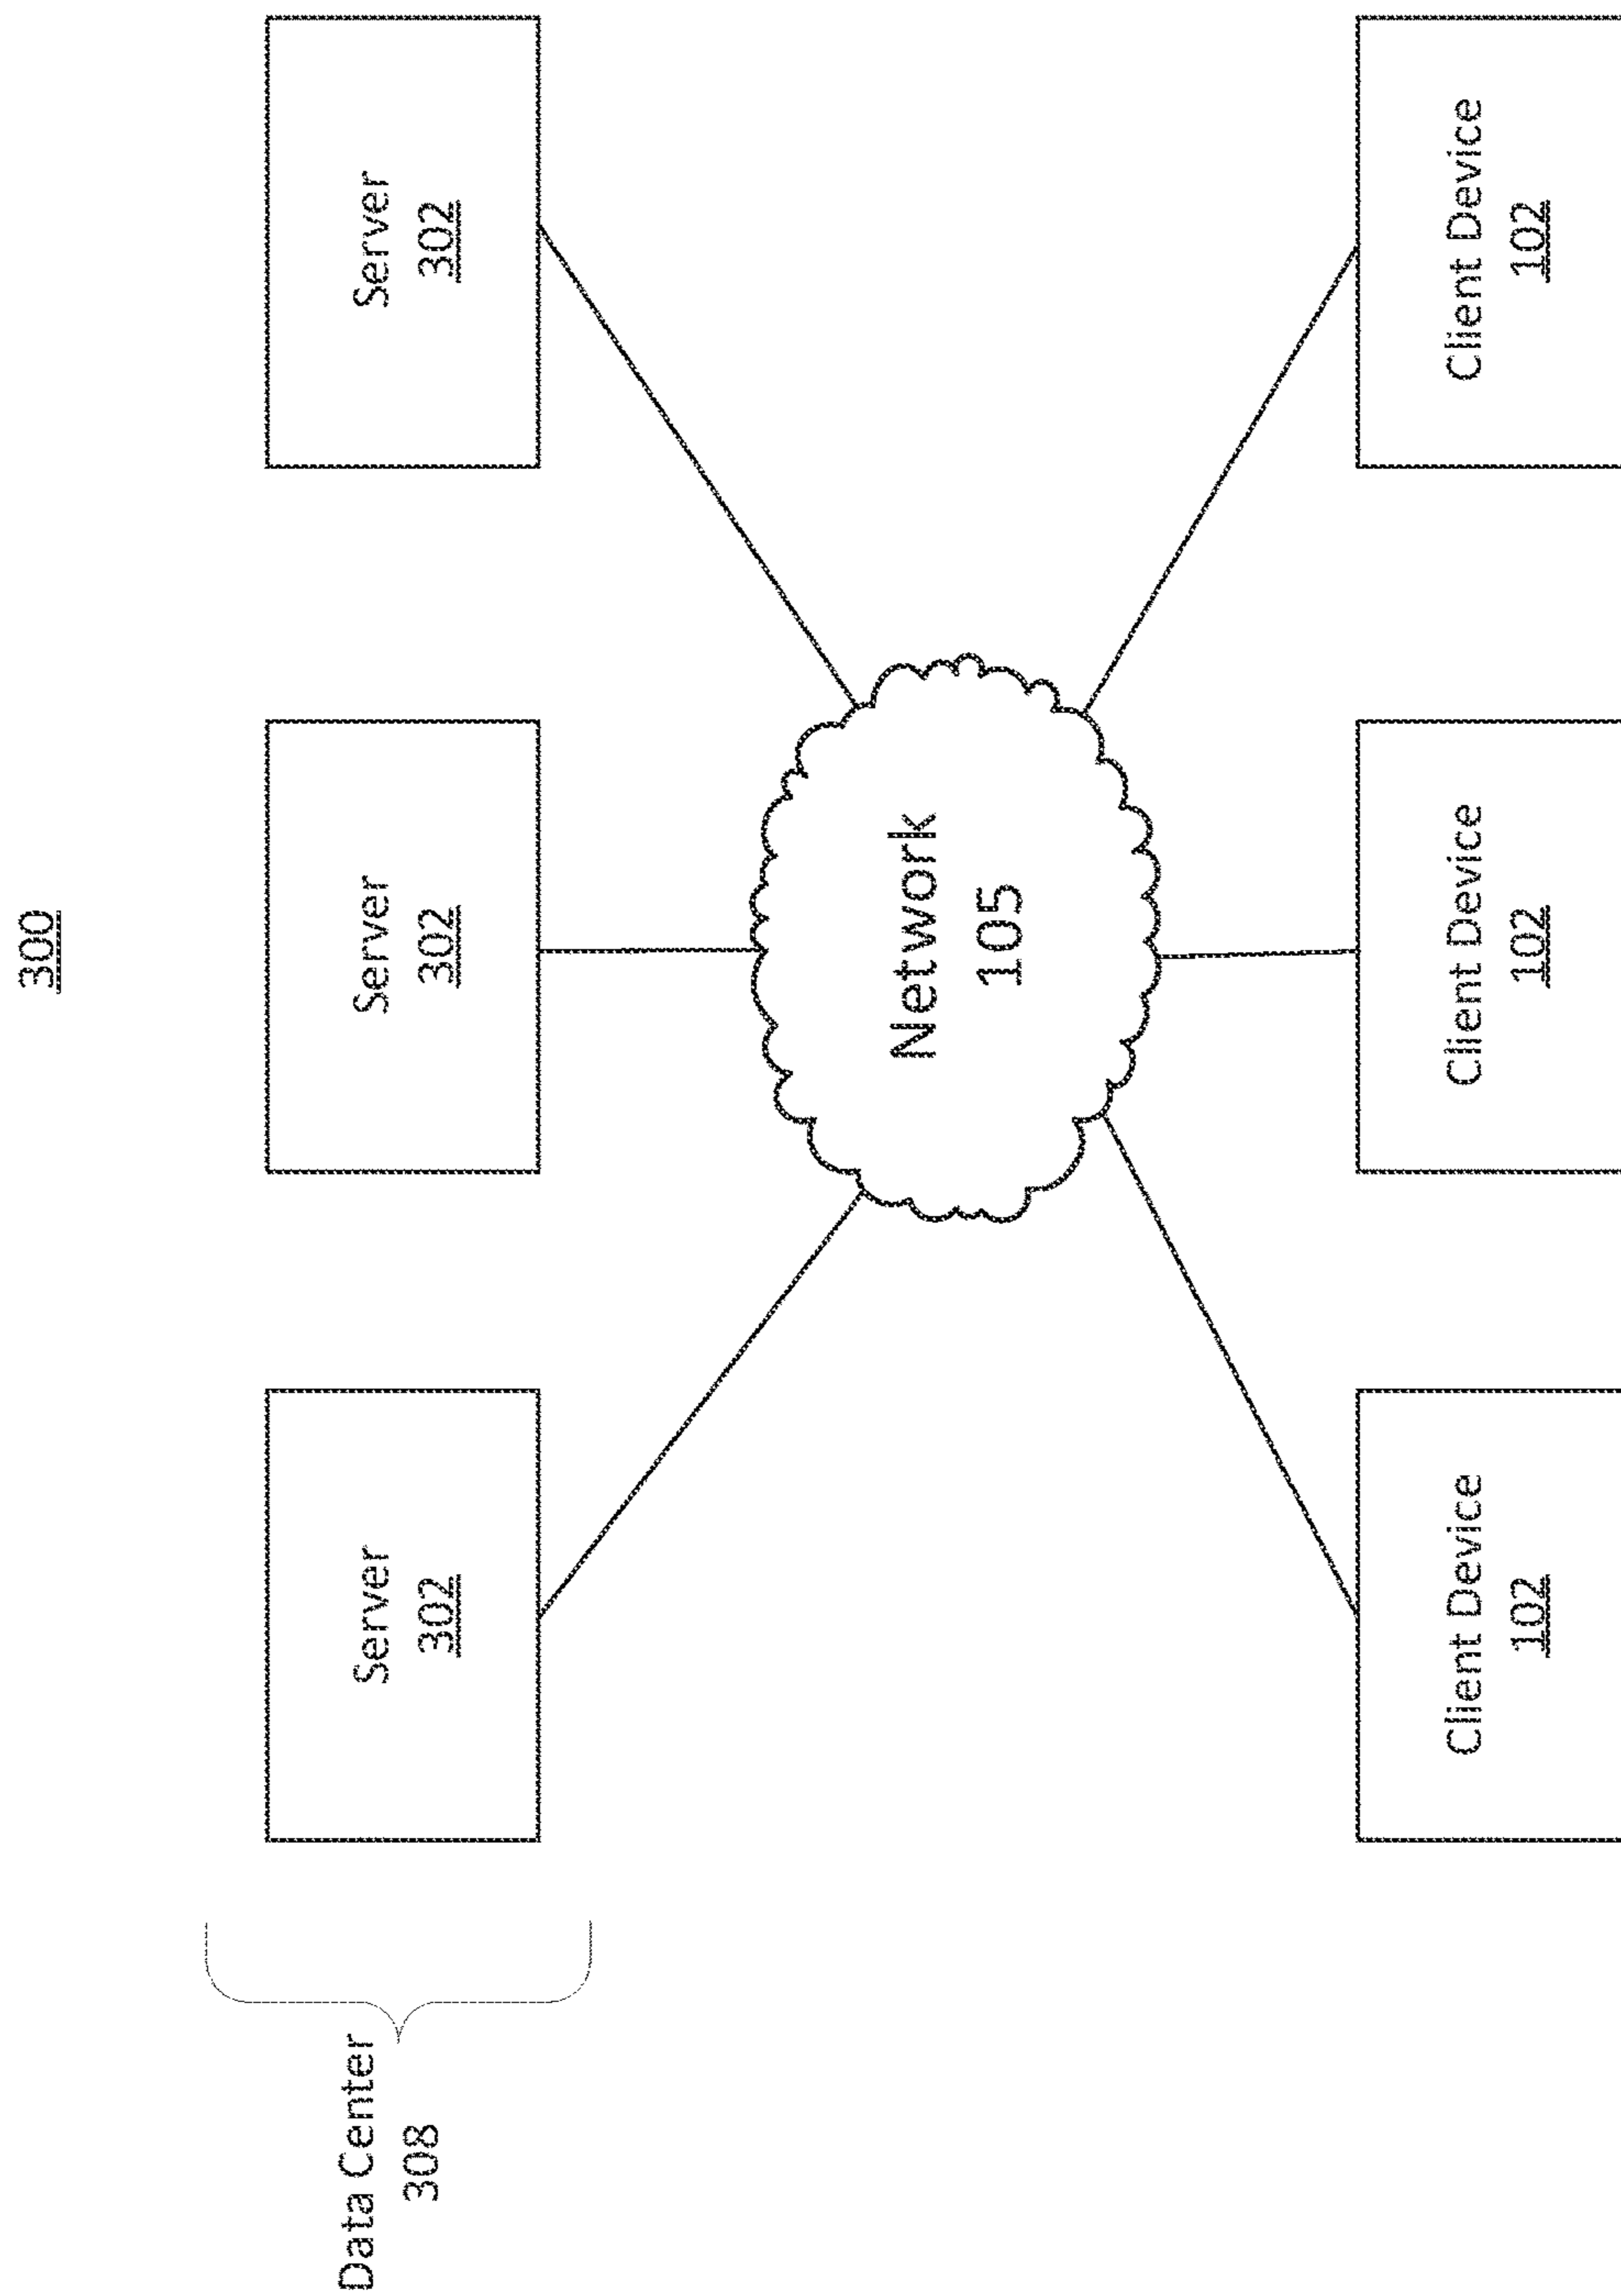 300
Data Center
308
Server
302
Server
302
Server
302
Network
105
Client Device
102
Client Device
102
Client Device
102